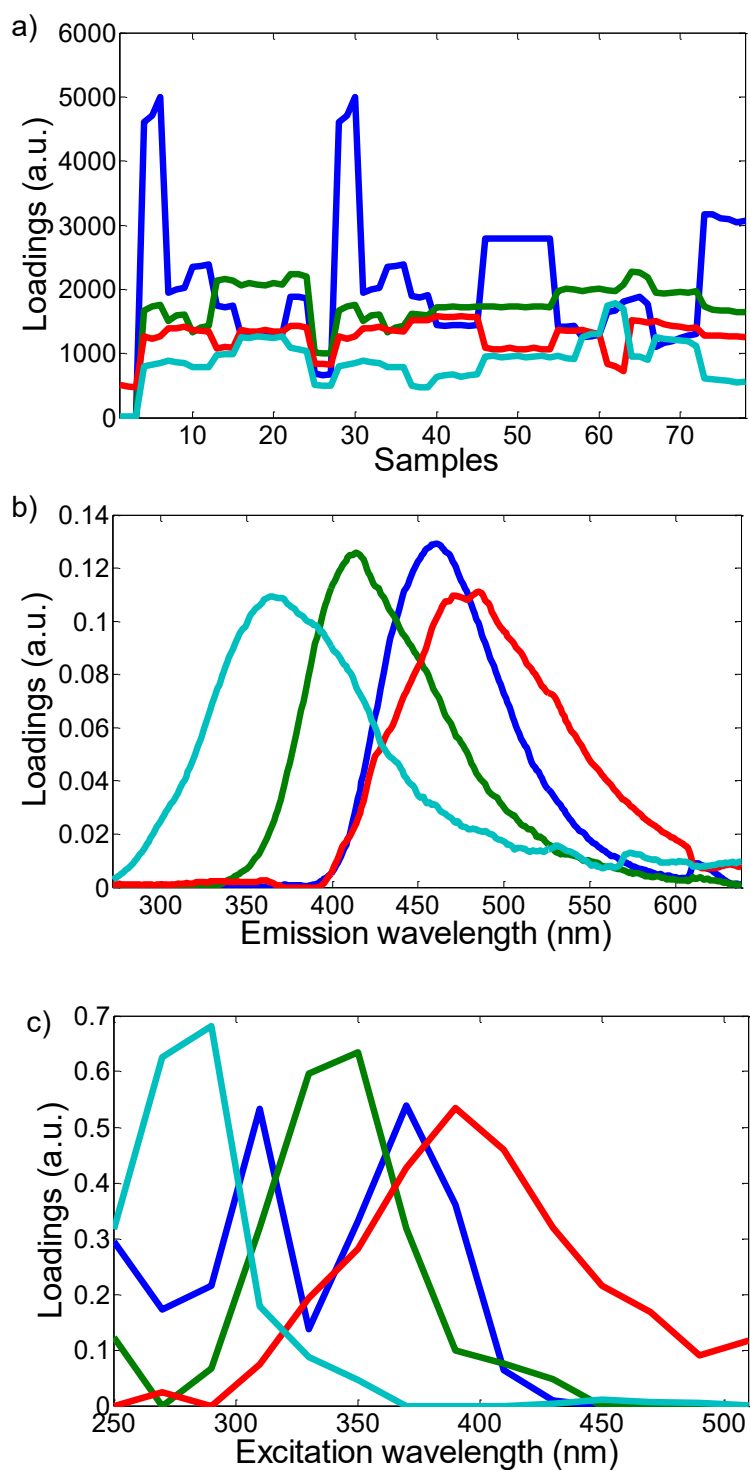 a)
6000
5000
4000
3000
2000
1000
0
Loadings (a.u.)
10 20 30 40 50 60 70
Samples
b)
0.14
0.12
0.1
0.08
0.06
0.04
0.02
0
Loadings (a.u.)
300 350 400 450 500 550 600
Emission wavelength (nm)
c)
0.7
0.6
0.5
0.4
0.3
0.2
0.1
0
Loadings (a.u.)
250 300 350 400 450 500
Excitation wavelength (nm)